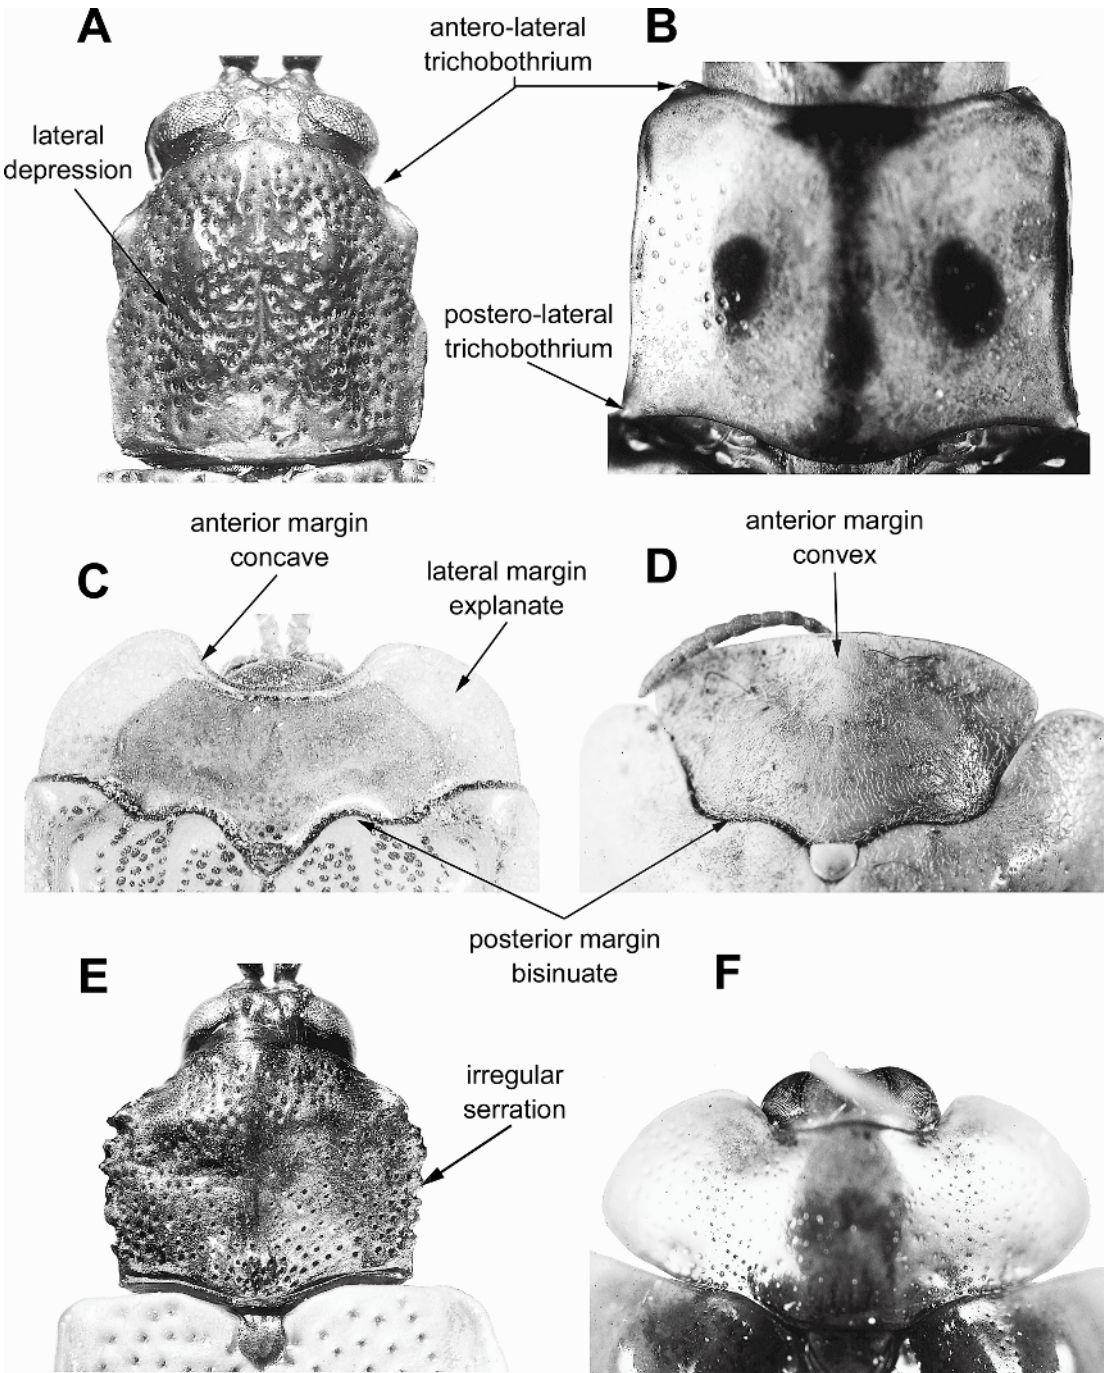 A
antero-lateral
trichobothrium
B
lateral
depression
postero-lateral
trichobothrium
anterior margin
concave
C
lateral margin
explanate
anterior margin
convex
D
posterior margin
bisinuate
E
F
irregular
serration